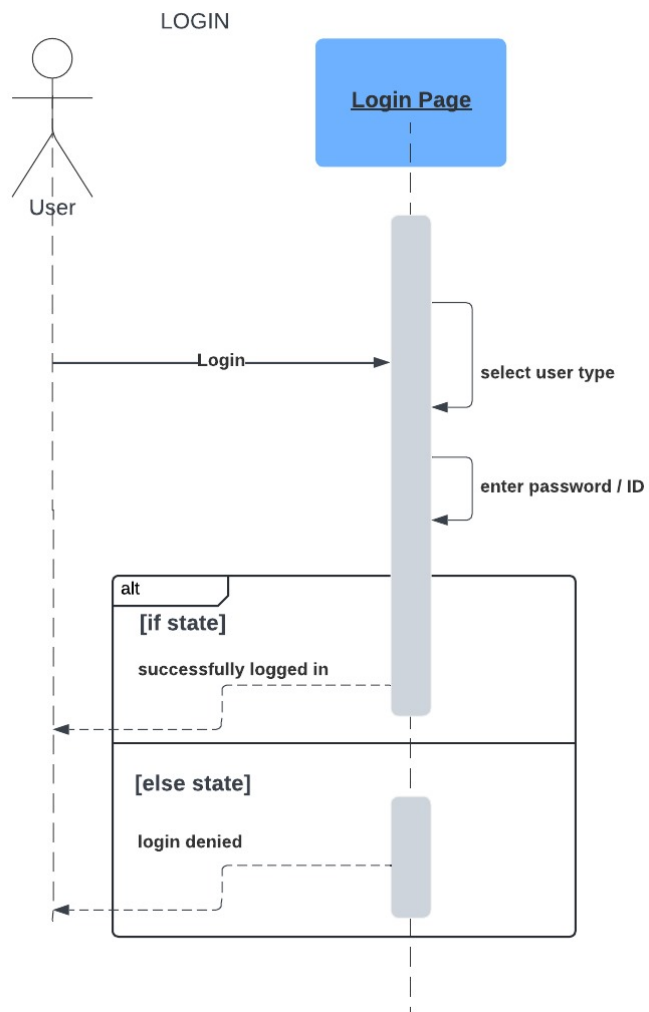 LOGIN
Login Page
User
Login
select user type
enter password / ID
alt
[if state]
successfully logged in
[else state]
login denied